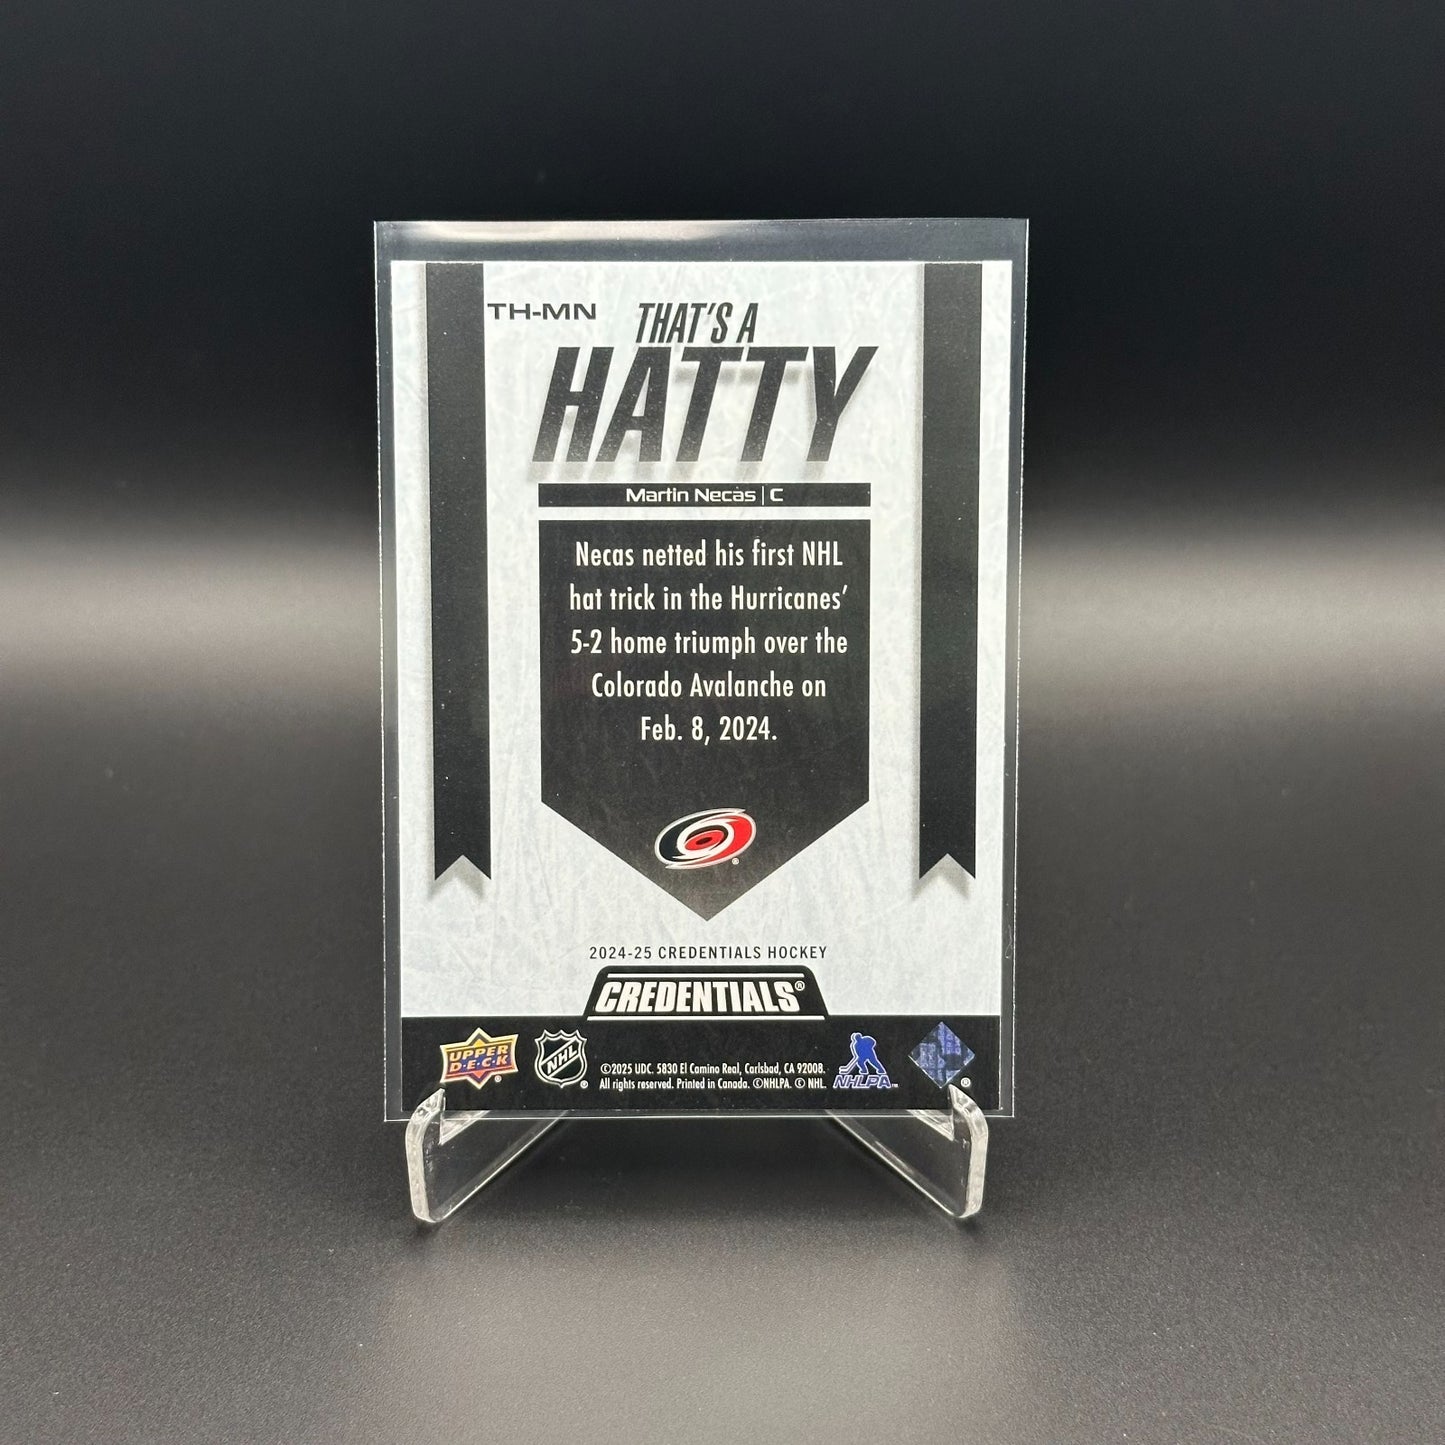 TH-MN
THAT'S A
HATTY
Martin Necas | C
Necas netted his first NHL
hat trick in the Hurricanes'
5-2 home triumph over the
Colorado Avalanche on
Feb. 8, 2024.
®
2024-25 CREDENTIALS HOCKEY
CREDENTIALS®
UPPER
D·E·C·K
®
NHL
®
©2025 UDC. 5830 El Camino Real, Carlsbad, CA 92008.
All rights reserved. Printed in Canada. ©NHLPA. © NHL.
NHLPA
®